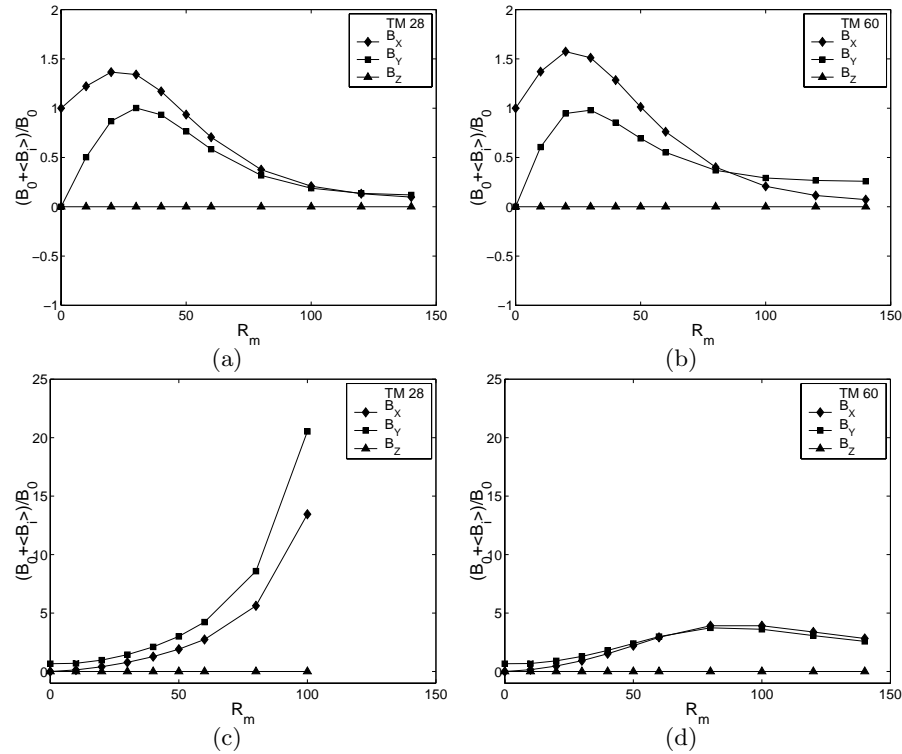 TM 28
B_X
B_Y
B_Z
(B_0+<B_i>)/B_0
2
1.5
1
0.5
0
−0.5
−1
0 50 100 150
R_m
(a)
TM 60
B_X
B_Y
B_Z
(B_0+<B_i>)/B_0
2
1.5
1
0.5
0
−0.5
−1
0 50 100 150
R_m
(b)
TM 28
B_X
B_Y
B_Z
(B_0+<B_i>)/B_0
25
20
15
10
5
0
0 50 100 150
R_m
(c)
TM 60
B_X
B_Y
B_Z
(B_0+<B_i>)/B_0
25
20
15
10
5
0
0 50 100 150
R_m
(d)